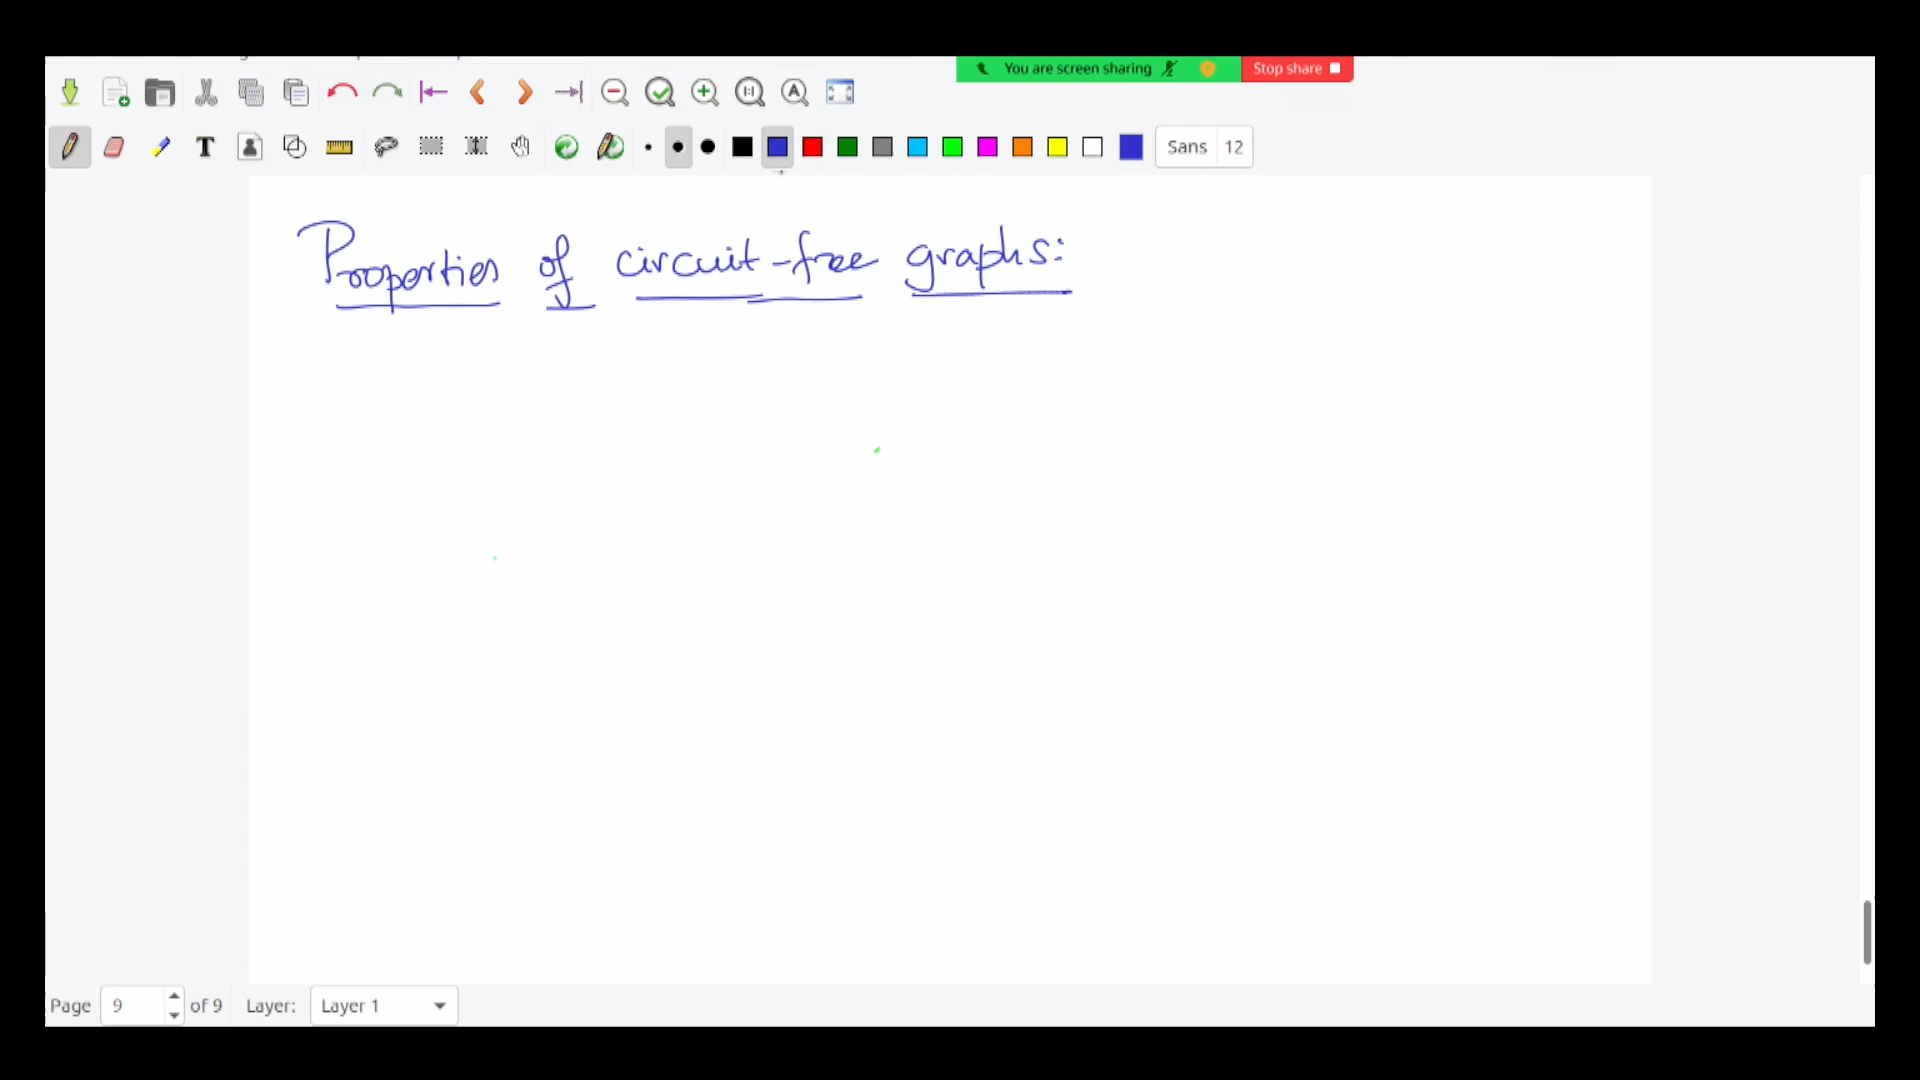 You are screen sharing Stop share
T Sans 12
Properties of circuit-free graphs:
Page 9 of 9 Layer: Layer 1